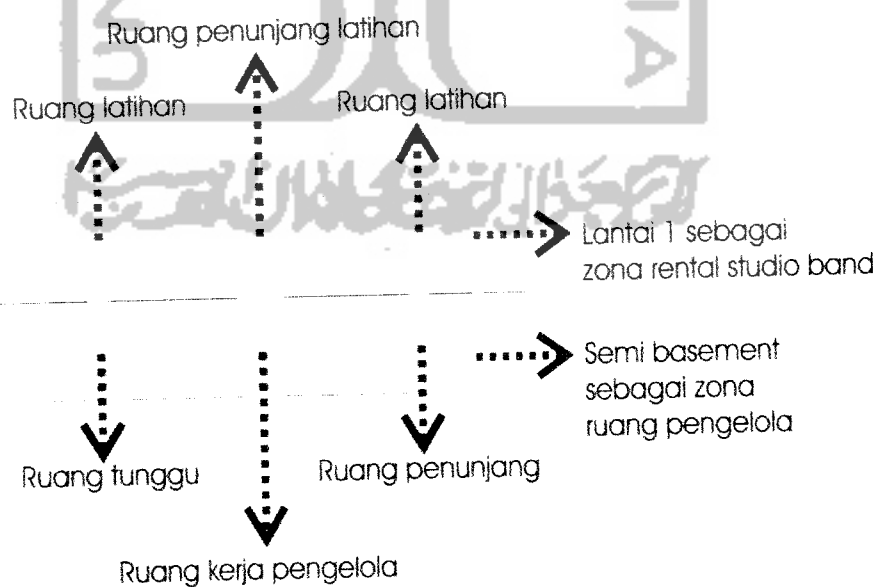 Ruang penunjang latihan
Ruang latihan
Ruang latihan
Lantai 1 sebagai
zona rental studio band
Semi basement
sebagai zona
ruang pengelola
Ruang tunggu
Ruang penunjang
Ruang kerja pengelola